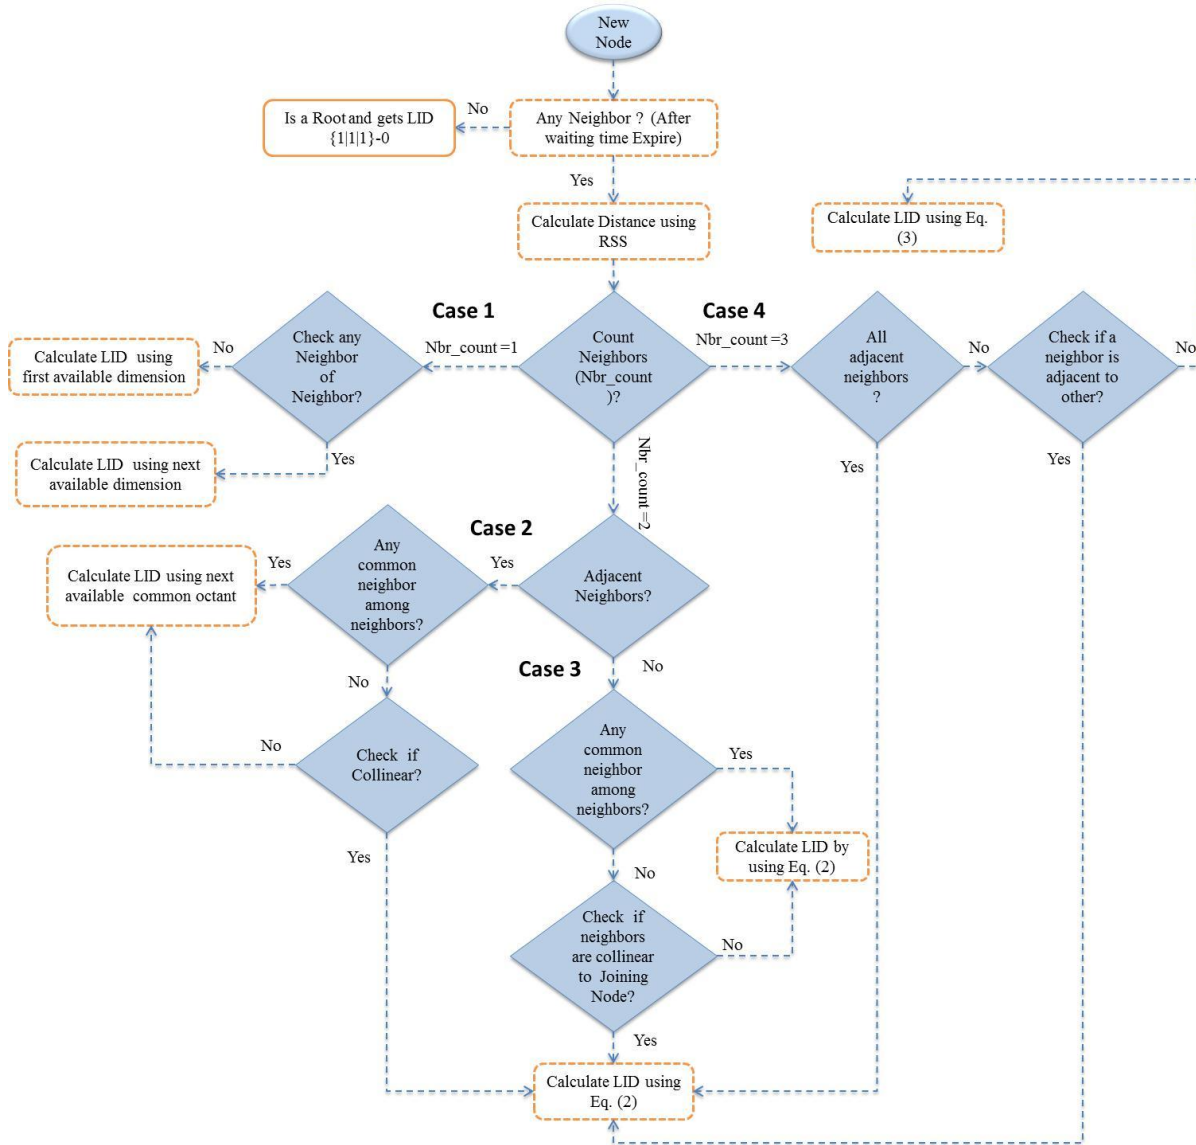 New
Node
No
Is a Root and gets LID
{1|1|1}-0
Any Neighbor ? (After
waiting time Expire)
Yes
Calculate Distance using
RSS
Calculate LID using Eq.
(3)
Case 1
Case 4
Check any
Neighbor
of
Neighbor?
No
Calculate LID using
first available dimension
Nbr_count =1
Count
Neighbors
(Nbr_count
)?
Nbr_count =3
All
adjacent
neighbors
?
No
Check if a
neighbor is
adjacent to
other?
No
Yes
Calculate LID using next
available dimension
Nbr_count =2
Yes
Yes
Case 2
Any
common
neighbor
among
neighbors?
Yes
Calculate LID using next
available common octant
Yes
Adjacent
Neighbors?
Case 3
No
No
Check if
Collinear?
No
Any
common
neighbor
among
neighbors?
Yes
Calculate LID by
using Eq. (2)
Yes
No
Check if
neighbors
are collinear
to Joining
Node?
No
Yes
Calculate LID using
Eq. (2)